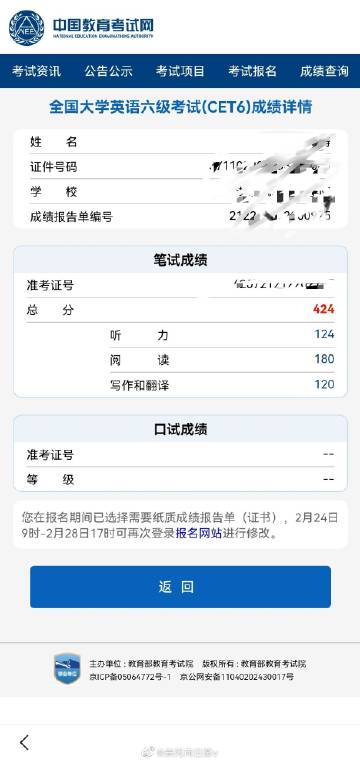 中国教育考试网
NATIONAL EDUCATION EXAMINATIONS AUTHORITY
考试资讯 公告公示 考试项目 考试报名 成绩查询
全国大学英语六级考试(CET6)成绩详情
姓 名
证件号码
学 校
成绩报告单编号
笔试成绩
准考证号
总 分 424
听 力 124
阅 读 180
写作和翻译 120
口试成绩
准考证号 --
等 级 --
您在报名期间已选择需要纸质成绩报告单（证书），2月24日
9时-2月28日17时可再次登录报名网站进行修改。
返 回
主办单位：教育部教育考试院 版权所有：教育部教育考试院
京ICP备05064772号-1 京公网安备11040202430017号